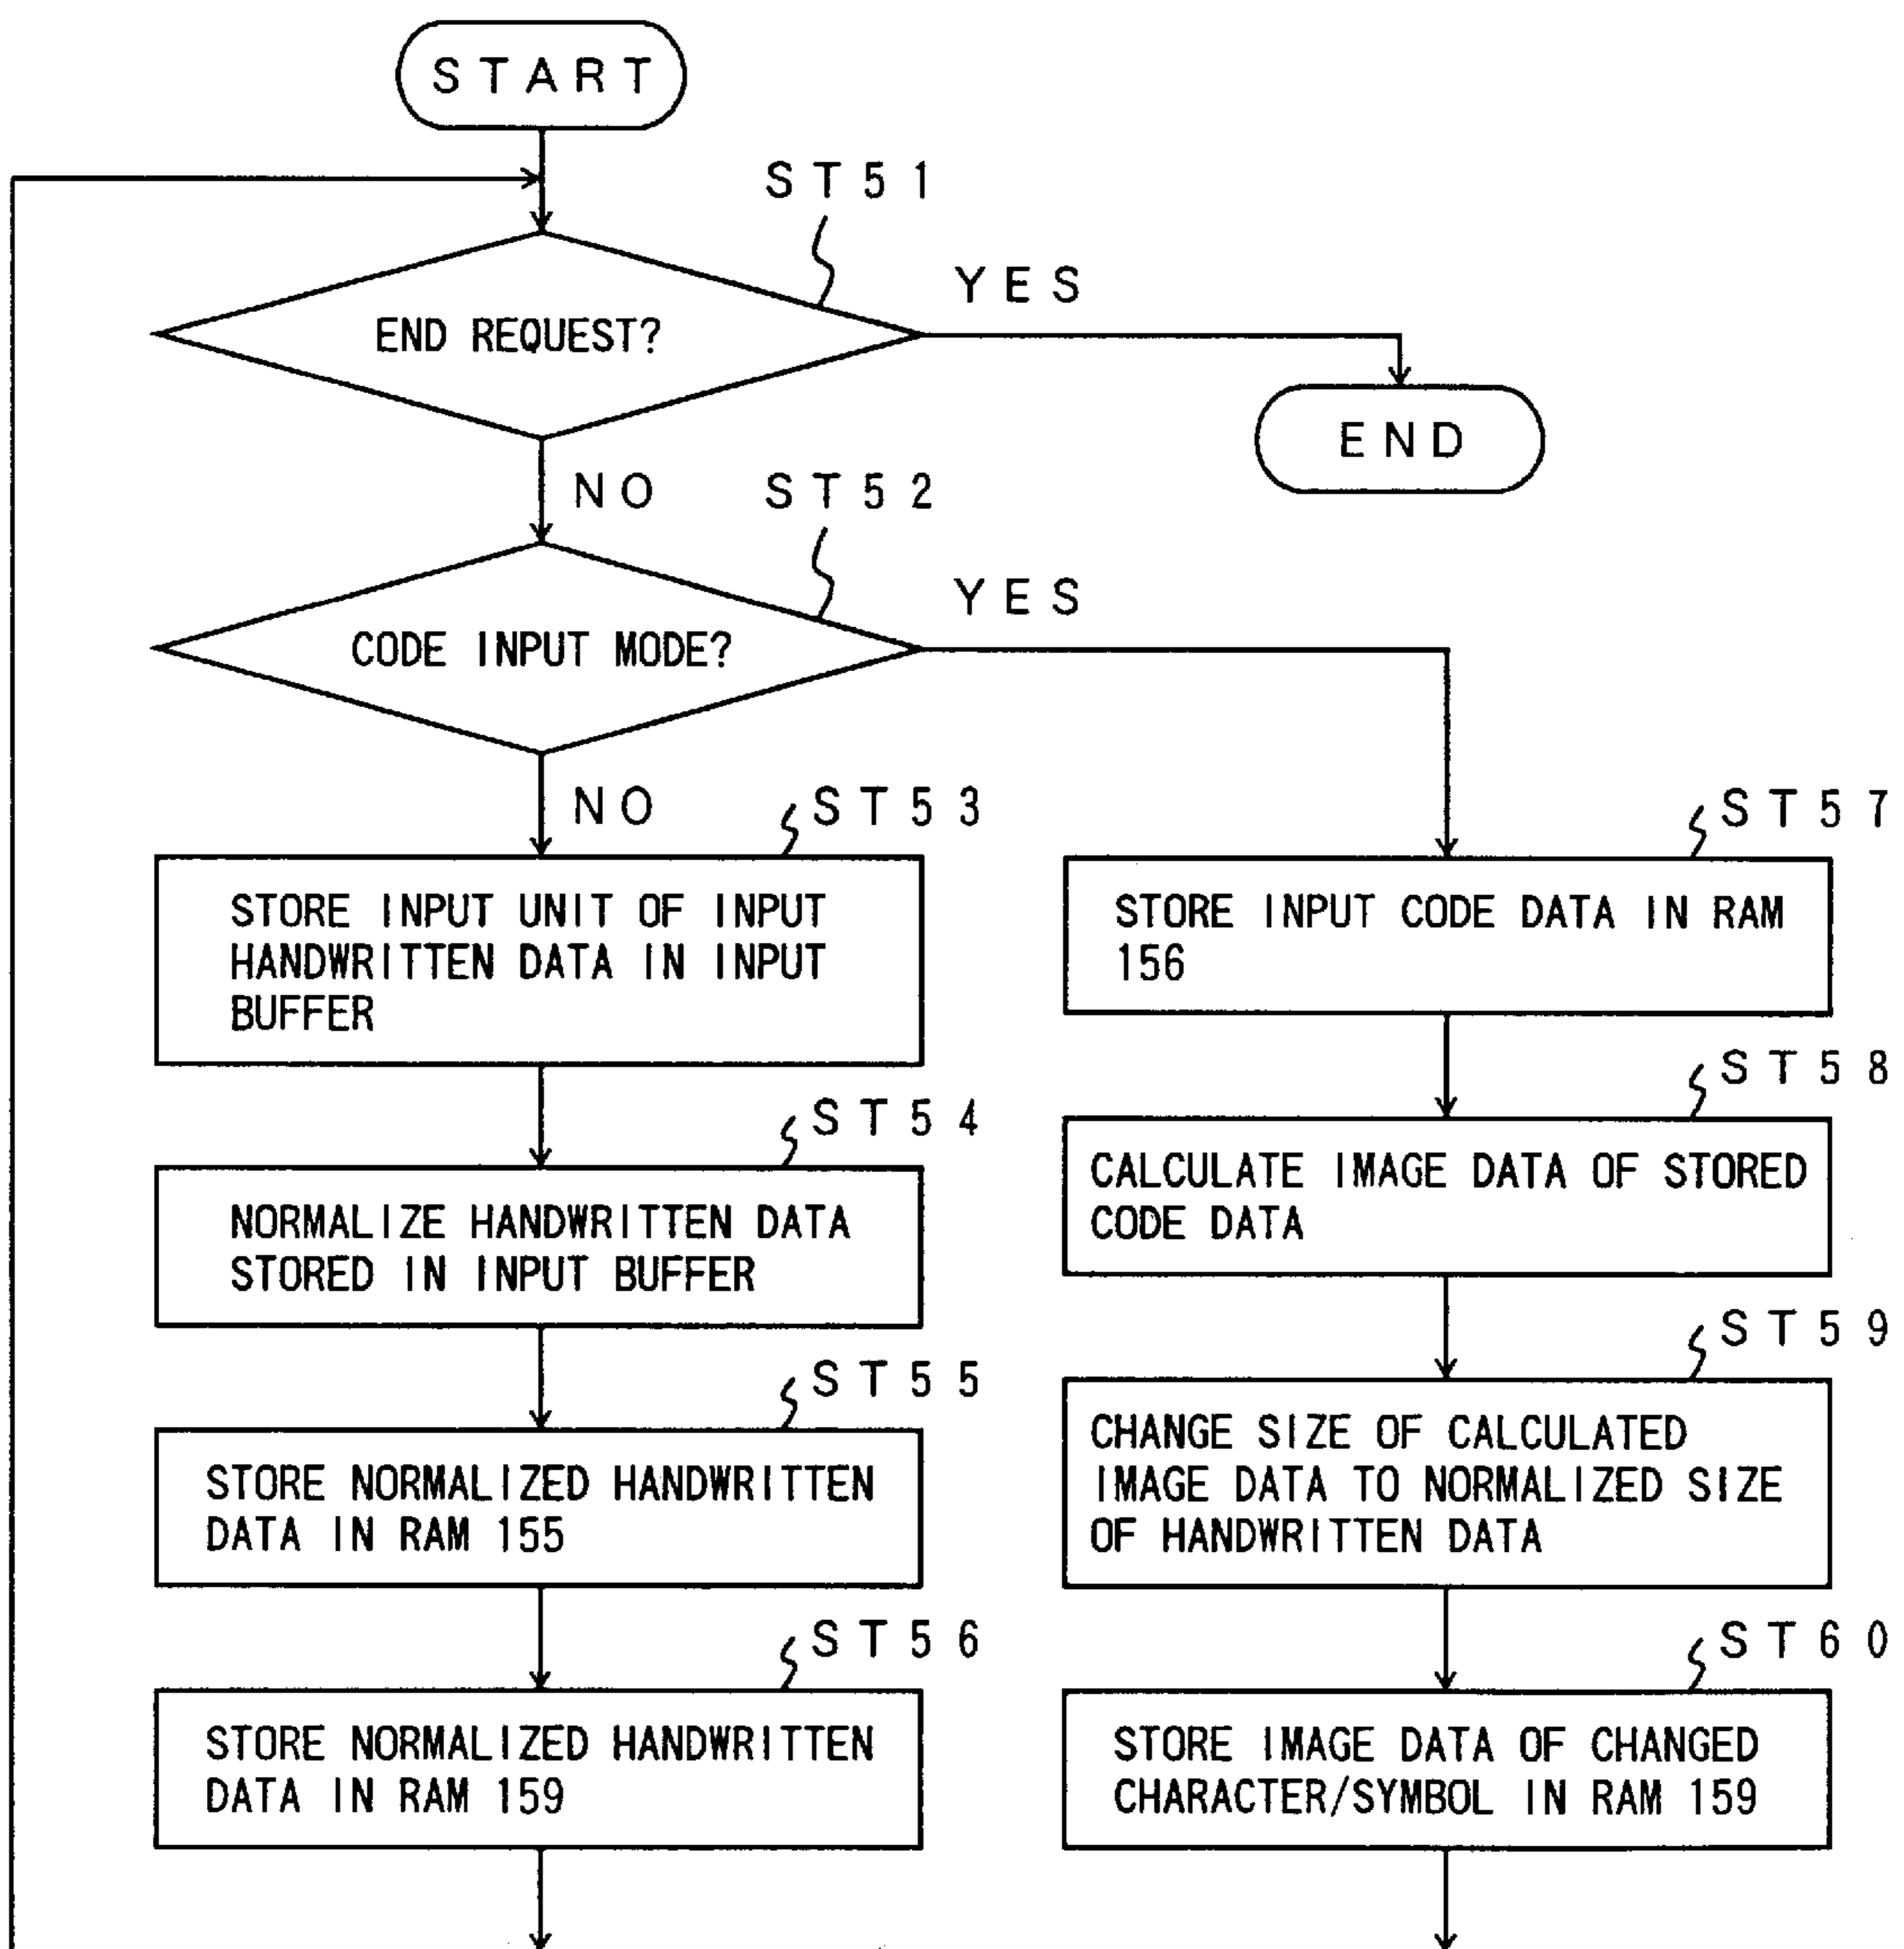 START
ST51
END REQUEST?
YES
END
NO
ST52
CODE INPUT MODE?
YES
NO
ST53
STORE INPUT UNIT OF INPUT
HANDWRITTEN DATA IN INPUT
BUFFER
ST54
NORMALIZE HANDWRITTEN DATA
STORED IN INPUT BUFFER
ST55
STORE NORMALIZED HANDWRITTEN
DATA IN RAM 155
ST56
STORE NORMALIZED HANDWRITTEN
DATA IN RAM 159
ST57
STORE INPUT CODE DATA IN RAM
156
ST58
CALCULATE IMAGE DATA OF STORED
CODE DATA
ST59
CHANGE SIZE OF CALCULATED
IMAGE DATA TO NORMALIZED SIZE
OF HANDWRITTEN DATA
ST60
STORE IMAGE DATA OF CHANGED
CHARACTER/SYMBOL IN RAM 159